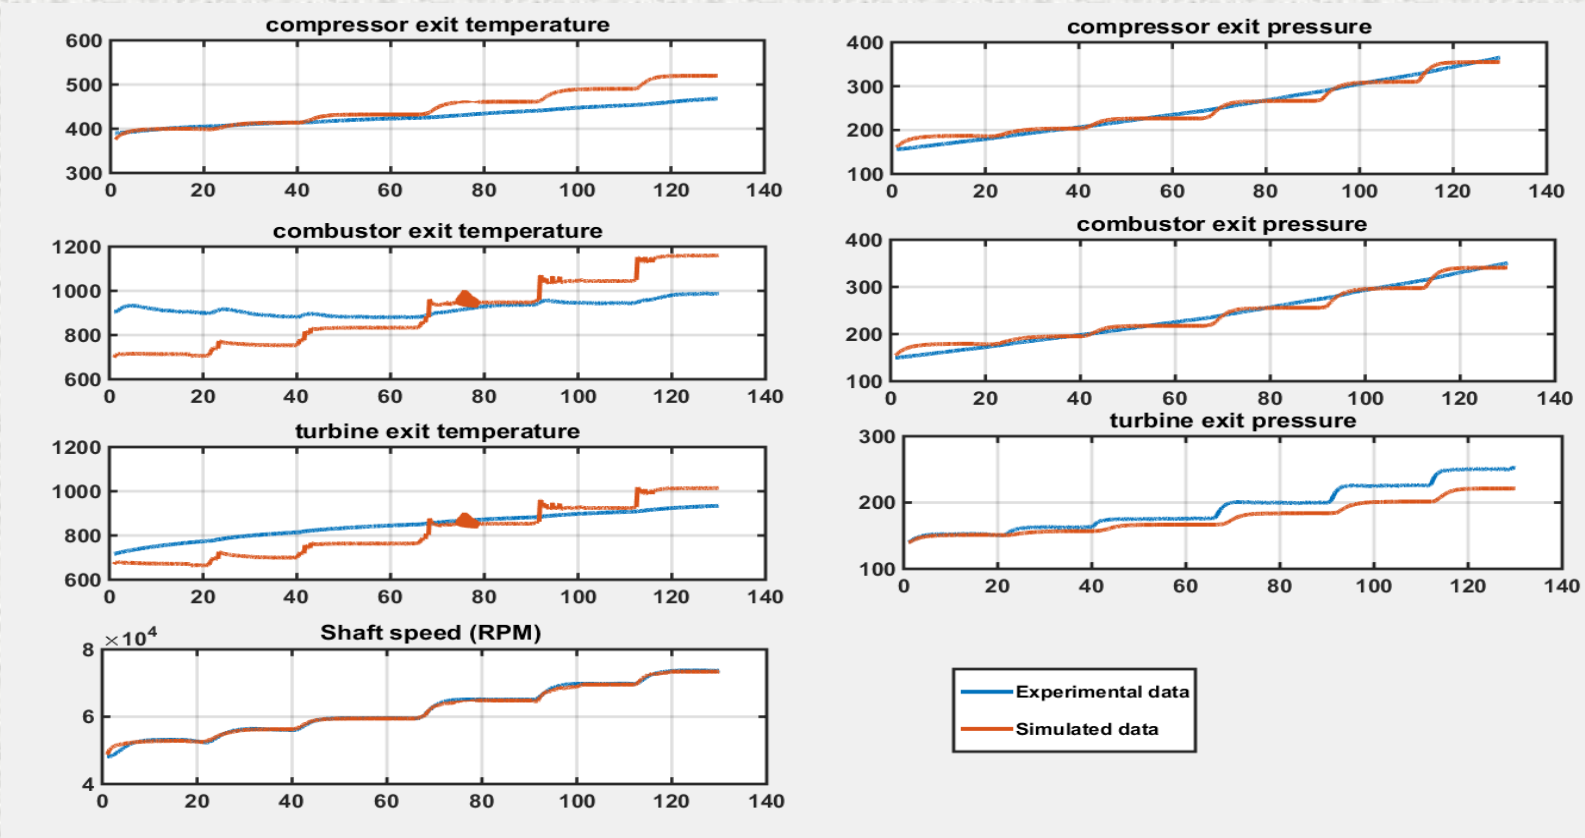 compressor exit temperature
600
500
400
300
0 20 40 60 80 100 120 140
compressor exit pressure
400
300
200
100
0 20 40 60 80 100 120 140
combustor exit temperature
1200
1000
800
600
0 20 40 60 80 100 120 140
combustor exit pressure
400
300
200
100
0 20 40 60 80 100 120 140
turbine exit temperature
1200
1000
800
600
0 20 40 60 80 100 120 140
turbine exit pressure
300
200
100
0 20 40 60 80 100 120 140
Shaft speed (RPM)
×10⁴
8
6
4
0 20 40 60 80 100 120 140
Experimental data
Simulated data